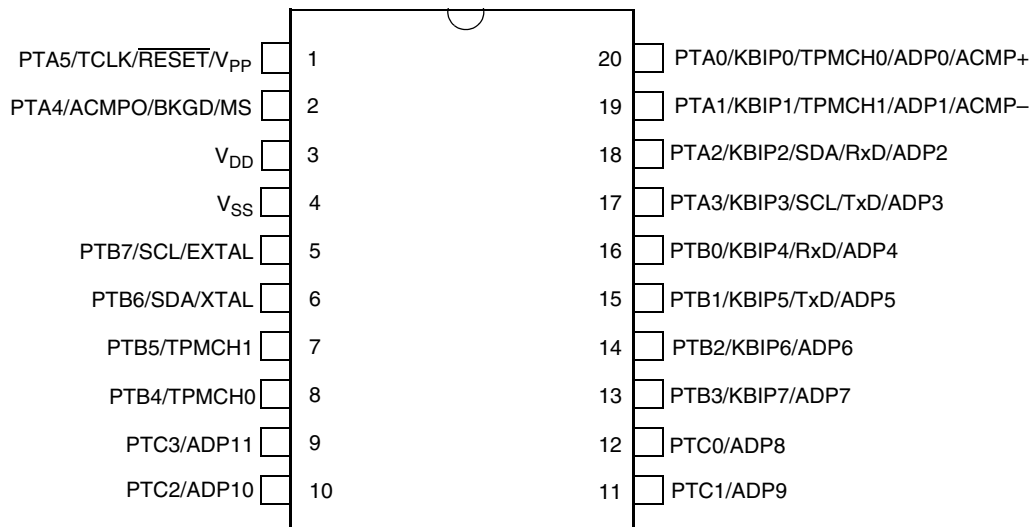 PTA5/TCLK/RESET/VPP 1 20 PTA0/KBIP0/TPMCH0/ADP0/ACMP+
PTA4/ACMPO/BKGD/MS 2 19 PTA1/KBIP1/TPMCH1/ADP1/ACMP–
VDD 3 18 PTA2/KBIP2/SDA/RxD/ADP2
VSS 4 17 PTA3/KBIP3/SCL/TxD/ADP3
PTB7/SCL/EXTAL 5 16 PTB0/KBIP4/RxD/ADP4
PTB6/SDA/XTAL 6 15 PTB1/KBIP5/TxD/ADP5
PTB5/TPMCH1 7 14 PTB2/KBIP6/ADP6
PTB4/TPMCH0 8 13 PTB3/KBIP7/ADP7
PTC3/ADP11 9 12 PTC0/ADP8
PTC2/ADP10 10 11 PTC1/ADP9